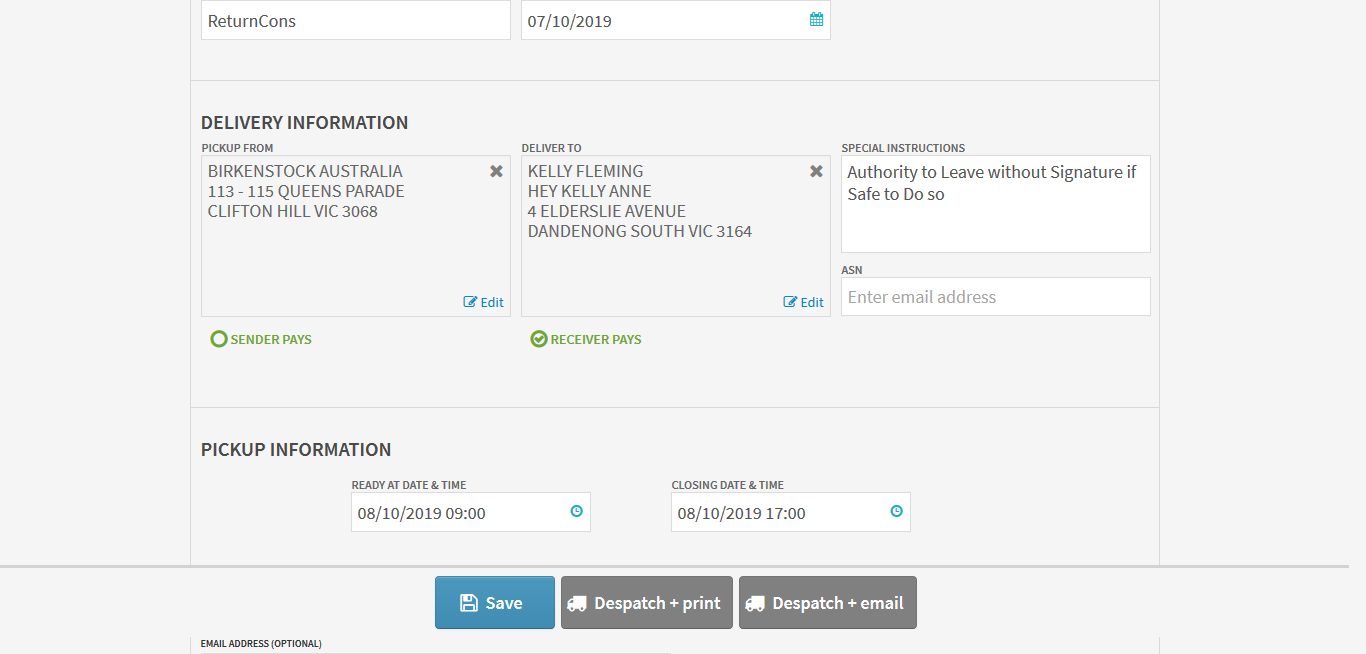 ReturnCons
07/10/2019
DELIVERY INFORMATION
PICKUP FROM
BIRKENSTOCK AUSTRALIA
113 - 115 QUEENS PARADE
CLIFTON HILL VIC 3068
Edit
SENDER PAYS
DELIVER TO
KELLY FLEMING
HEY KELLY ANNE
4 ELDERSLIE AVENUE
DANDENONG SOUTH VIC 3164
Edit
RECEIVER PAYS
SPECIAL INSTRUCTIONS
Authority to Leave without Signature if
Safe to Do so
ASN
Enter email address
PICKUP INFORMATION
READY AT DATE & TIME
08/10/2019 09:00
CLOSING DATE & TIME
08/10/2019 17:00
Save
Despatch + print
Despatch + email
EMAIL ADDRESS (OPTIONAL)